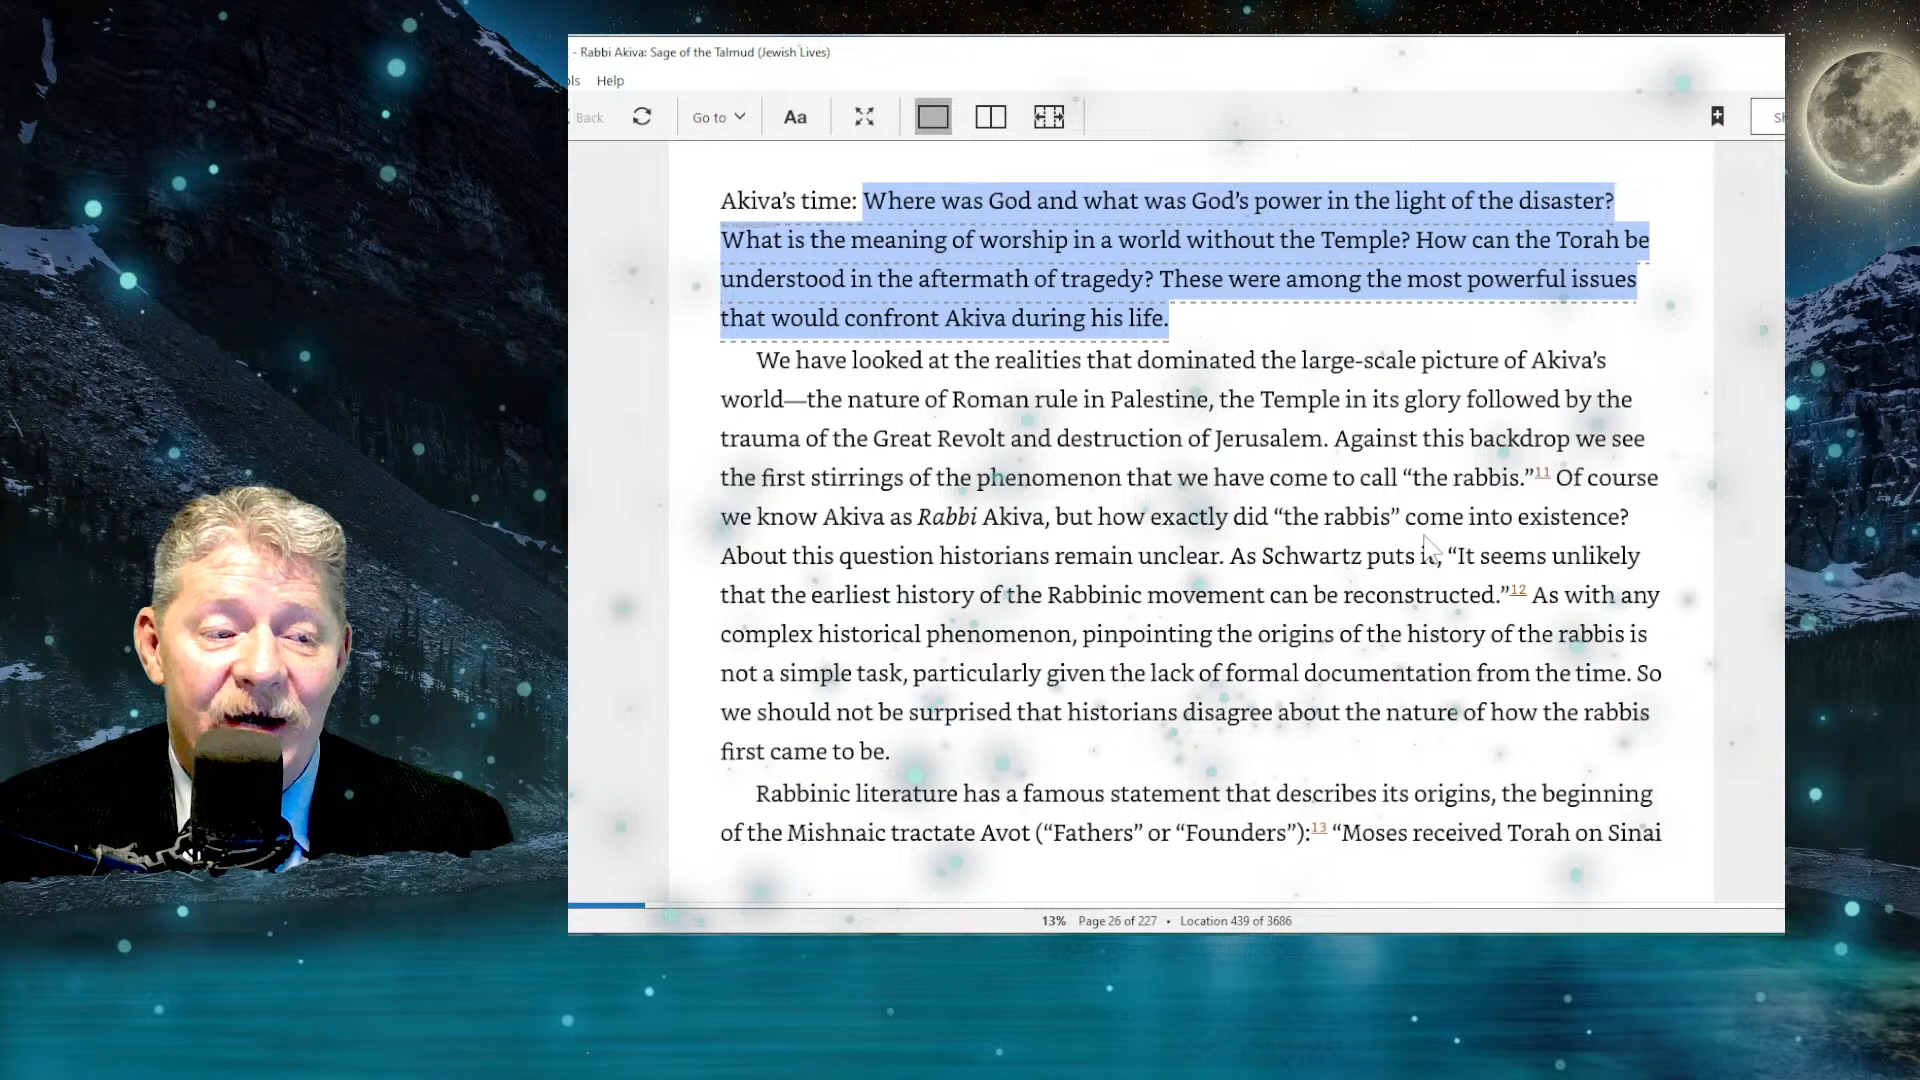 - Rabbi Akiva: Sage of the Talmud (Jewish Lives)
ols Help
Back Go to Aa
Akiva’s time: Where was God and what was God’s power in the light of the disaster?
What is the meaning of worship in a world without the Temple? How can the Torah be
understood in the aftermath of tragedy? These were among the most powerful issues
that would confront Akiva during his life.
We have looked at the realities that dominated the large-scale picture of Akiva’s
world—the nature of Roman rule in Palestine, the Temple in its glory followed by the
trauma of the Great Revolt and destruction of Jerusalem. Against this backdrop we see
the first stirrings of the phenomenon that we have come to call “the rabbis.”11 Of course
we know Akiva as Rabbi Akiva, but how exactly did “the rabbis” come into existence?
About this question historians remain unclear. As Schwartz puts it, “It seems unlikely
that the earliest history of the Rabbinic movement can be reconstructed.”12 As with any
complex historical phenomenon, pinpointing the origins of the history of the rabbis is
not a simple task, particularly given the lack of formal documentation from the time. So
we should not be surprised that historians disagree about the nature of how the rabbis
first came to be.
Rabbinic literature has a famous statement that describes its origins, the beginning
of the Mishnaic tractate Avot (“Fathers” or “Founders”):13 “Moses received Torah on Sinai
13% Page 26 of 227 • Location 439 of 3686